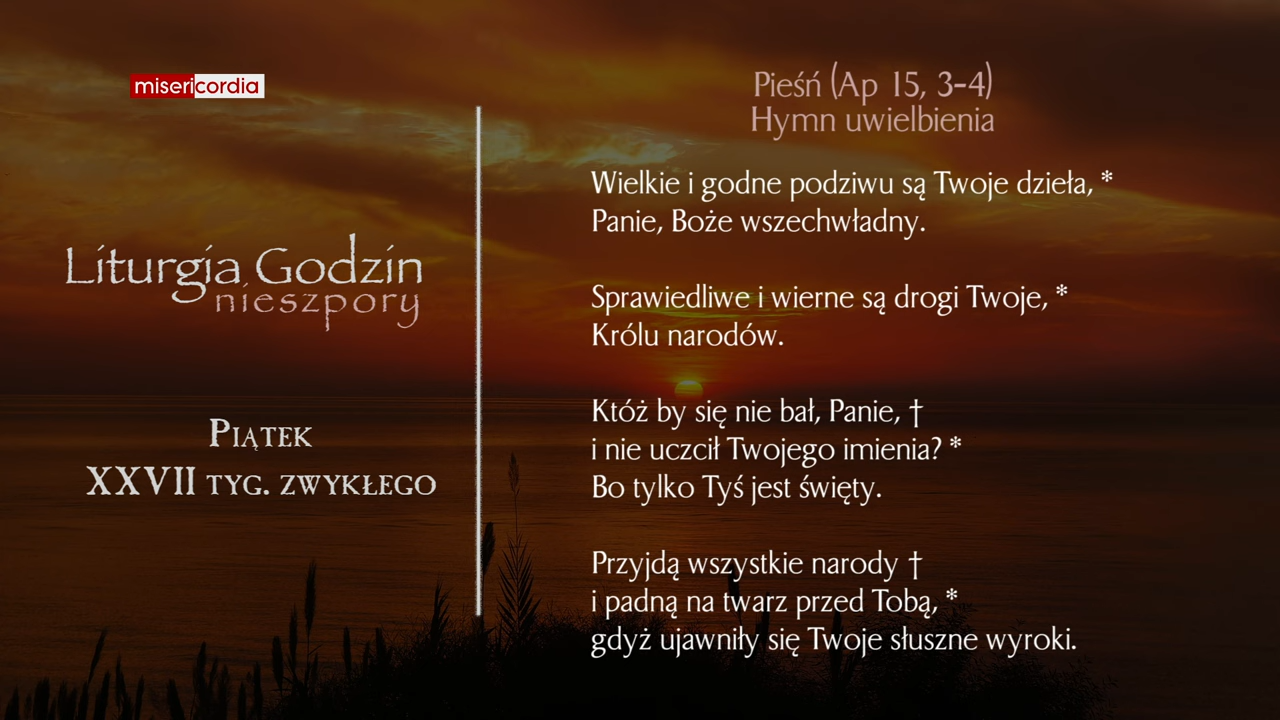 misericordia
Liturgia Godzin
nieszpory
Piątek
XXVII tyg. zwykłego
Pieśń (Ap 15, 3-4)
Hymn uwielbienia
Wielkie i godne podziwu są Twoje dzieła, *
Panie, Boże wszechwładny.
Sprawiedliwe i wierne są drogi Twoje, *
Królu narodów.
Któż by się nie bał, Panie, †
i nie uczcił Twojego imienia? *
Bo tylko Tyś jest święty.
Przyjdą wszystkie narody †
i padną na twarz przed Tobą, *
gdyż ujawniły się Twoje słuszne wyroki.